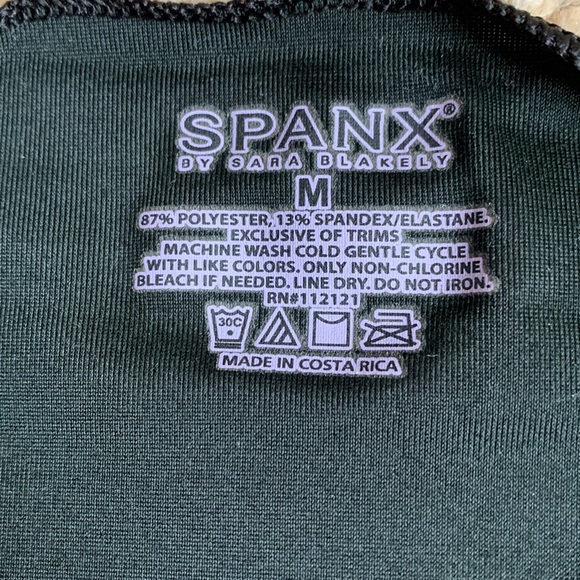 SPANX®
BY SARA BLAKELY
M
87% POLYESTER, 13% SPANDEX/ELASTANE.
EXCLUSIVE OF TRIMS
MACHINE WASH COLD GENTLE CYCLE
WITH LIKE COLORS. ONLY NON-CHLORINE
BLEACH IF NEEDED. LINE DRY. DO NOT IRON.
RN#112121
30C
MADE IN COSTA RICA